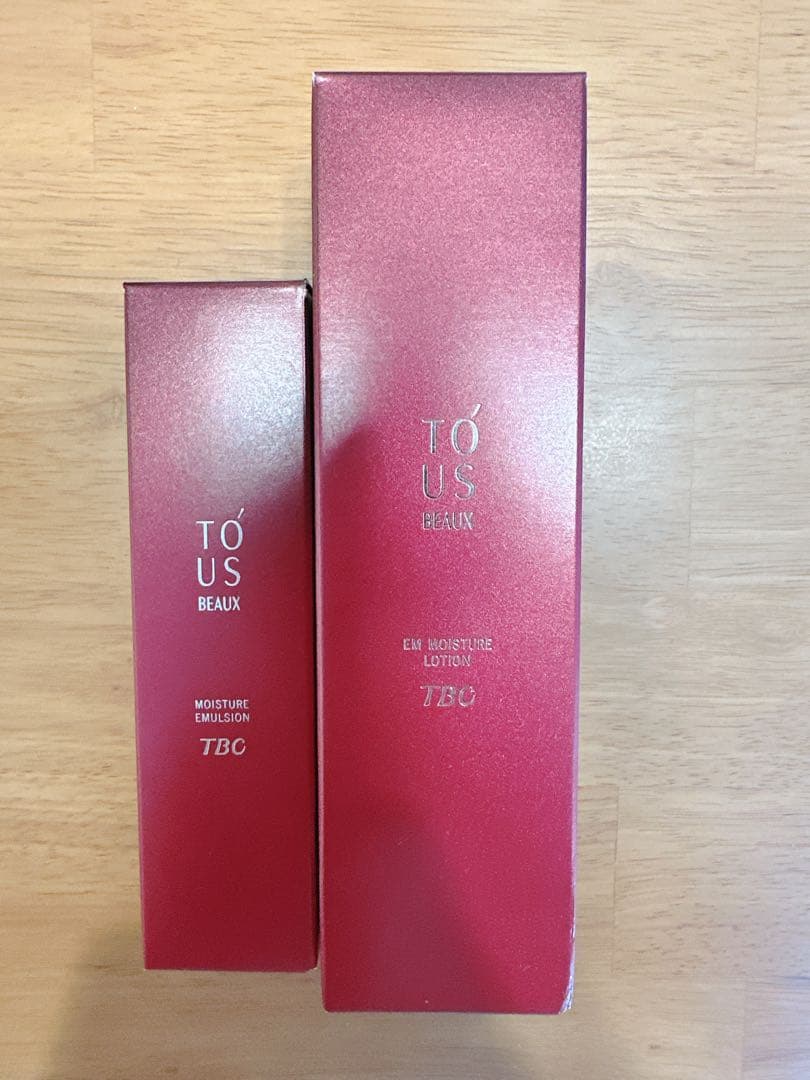 TÓ
US
BEAUX
MOISTURE
EMULSION
TBC
TÓ
US
BEAUX
EM MOISTURE
LOTION
TBC